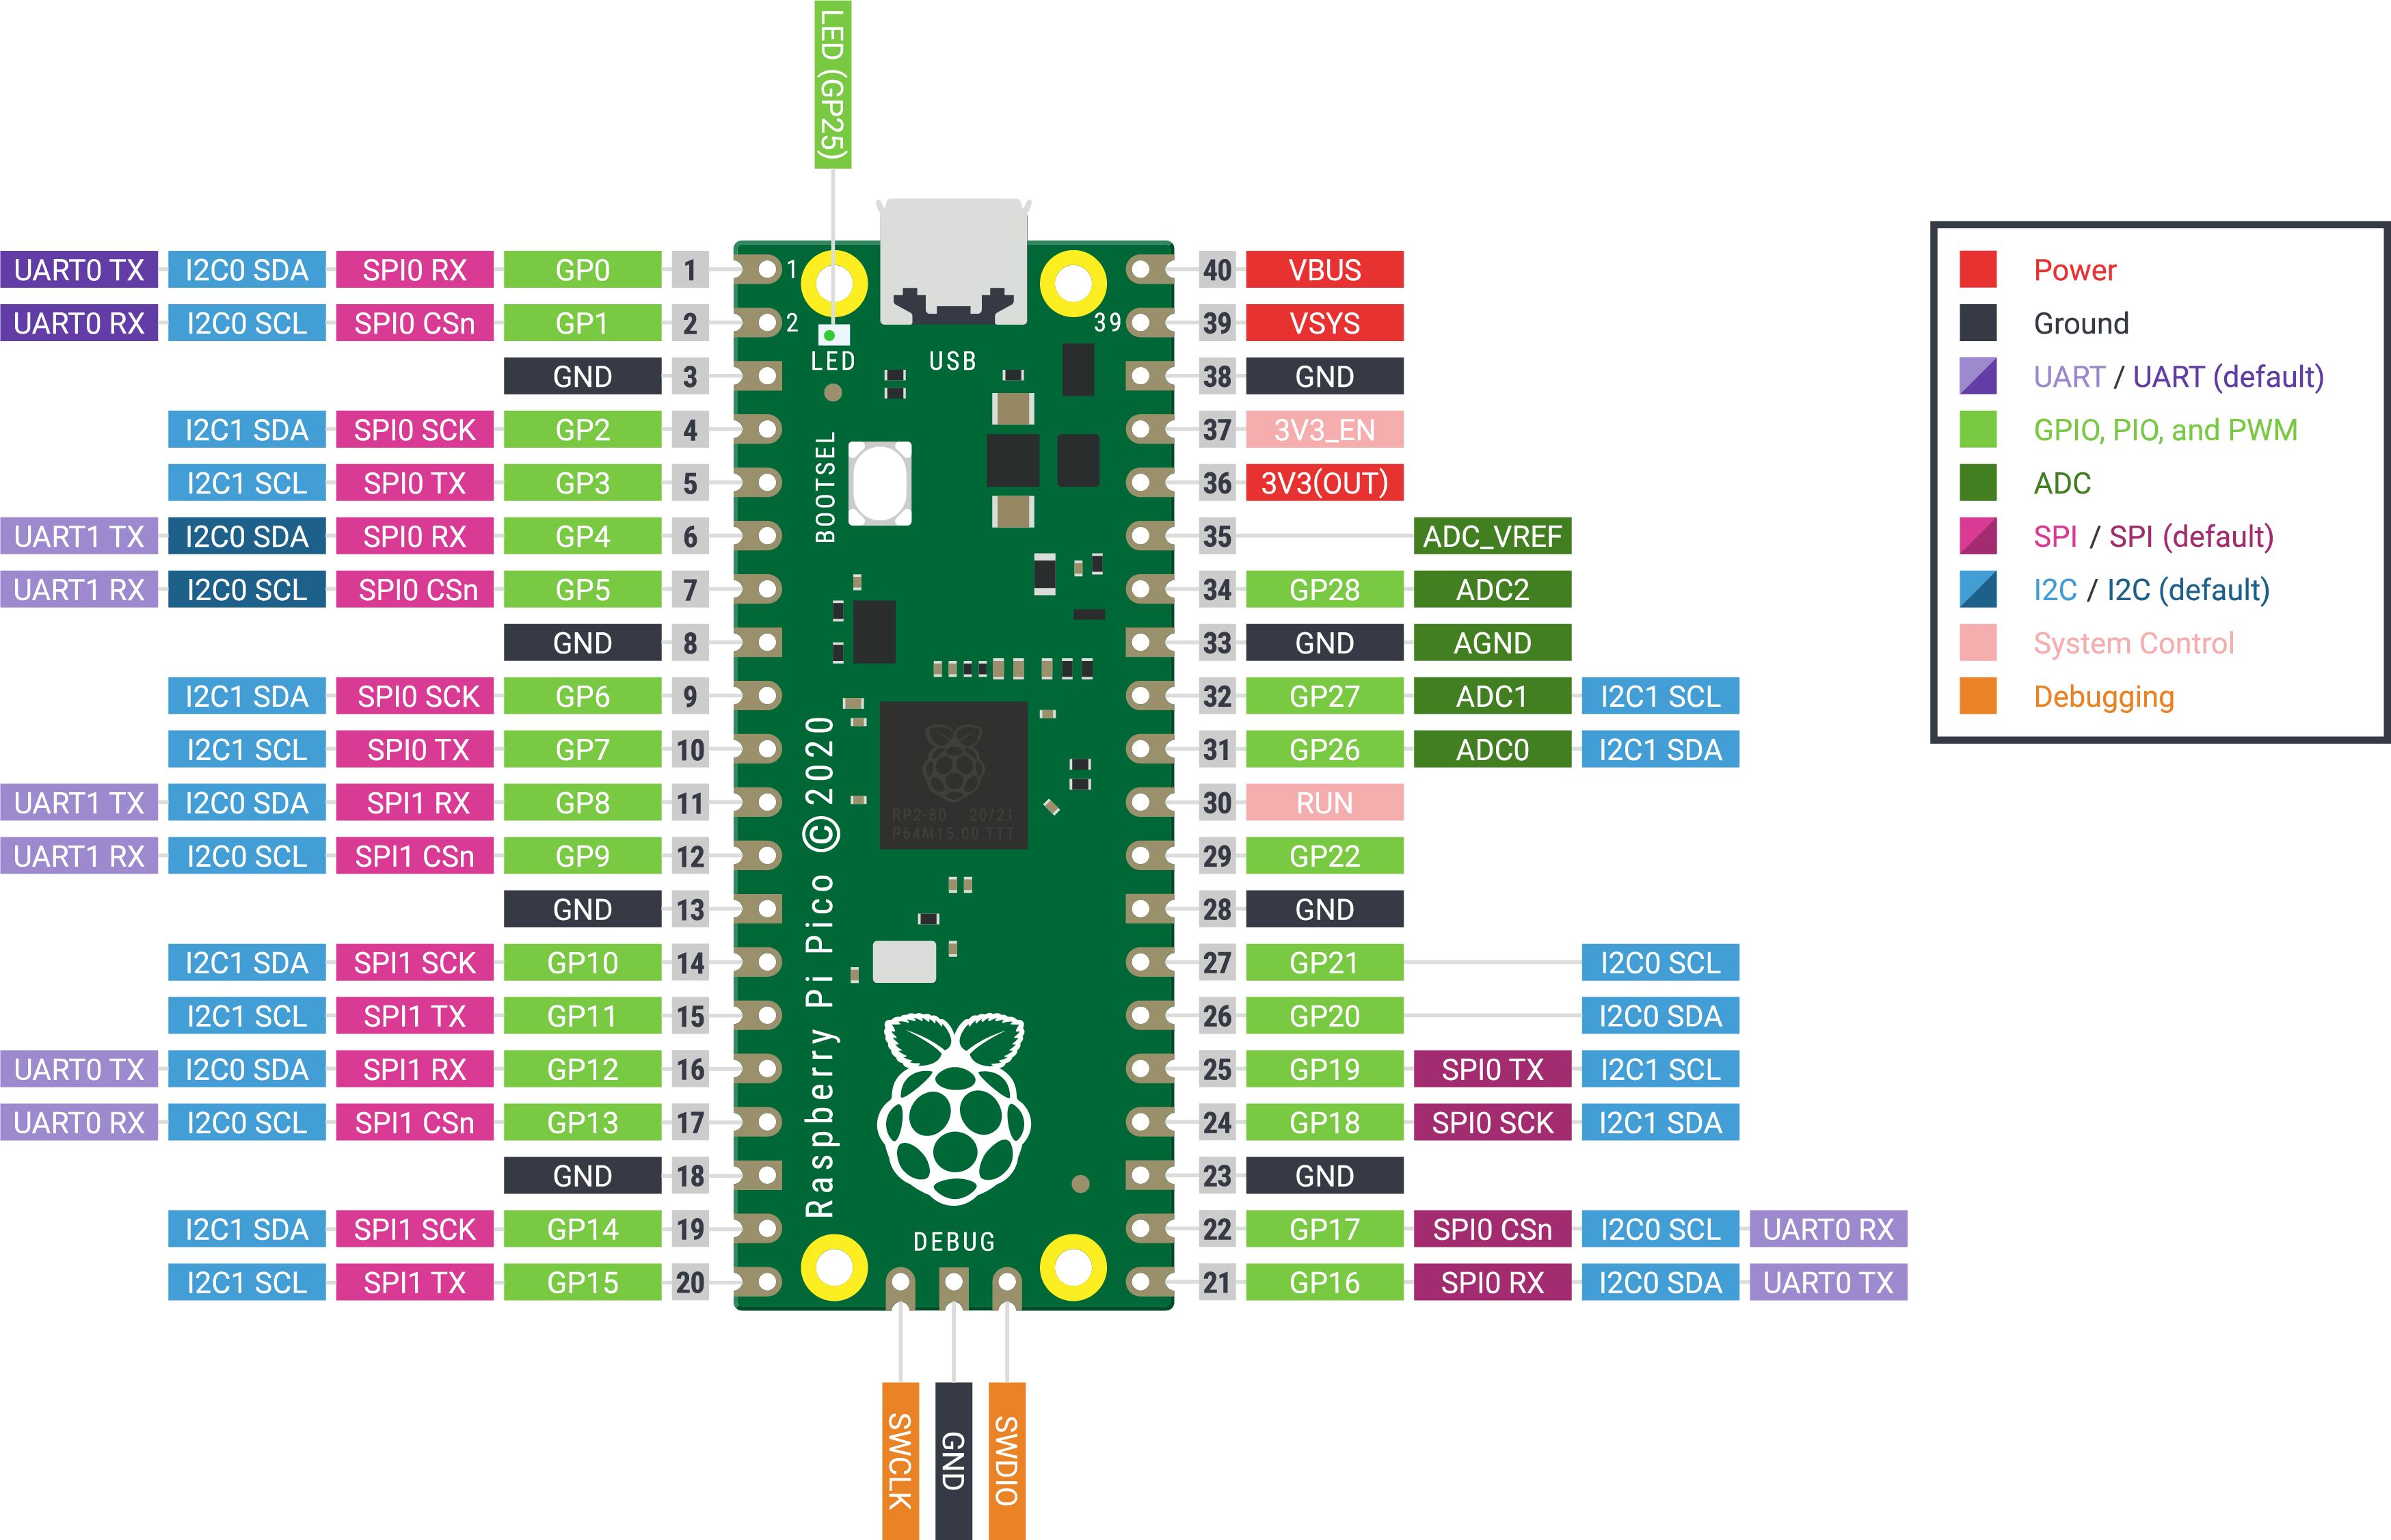 LED (GP25)
UART0 TX I2C0 SDA SPI0 RX GP0 1 1 40 VBUS
UART0 RX I2C0 SCL SPI0 CSn GP1 2 2 39 39 VSYS
LED USB
GND 3 38 GND
I2C1 SDA SPI0 SCK GP2 4 37 3V3_EN
I2C1 SCL SPI0 TX GP3 5 36 3V3(OUT)
BOOTSEL
UART1 TX I2C0 SDA SPI0 RX GP4 6 35 ADC_VREF
UART1 RX I2C0 SCL SPI0 CSn GP5 7 34 GP28 ADC2
GND 8 33 GND AGND
I2C1 SDA SPI0 SCK GP6 9 32 GP27 ADC1 I2C1 SCL
I2C1 SCL SPI0 TX GP7 10 31 GP26 ADC0 I2C1 SDA
UART1 TX I2C0 SDA SPI1 RX GP8 11 30 RUN
RP2-80 20/21
P64M15.00 TTT
UART1 RX I2C0 SCL SPI1 CSn GP9 12 29 GP22
GND 13 28 GND
I2C1 SDA SPI1 SCK GP10 14 27 GP21 I2C0 SCL
I2C1 SCL SPI1 TX GP11 15 26 GP20 I2C0 SDA
Raspberry Pi Pico ©2020
UART0 TX I2C0 SDA SPI1 RX GP12 16 25 GP19 SPI0 TX I2C1 SCL
UART0 RX I2C0 SCL SPI1 CSn GP13 17 24 GP18 SPI0 SCK I2C1 SDA
GND 18 23 GND
I2C1 SDA SPI1 SCK GP14 19 22 GP17 SPI0 CSn I2C0 SCL UART0 RX
DEBUG
I2C1 SCL SPI1 TX GP15 20 21 GP16 SPI0 RX I2C0 SDA UART0 TX
SWCLK
GND
SWDIO
Power
Ground
UART / UART (default)
GPIO, PIO, and PWM
ADC
SPI / SPI (default)
I2C / I2C (default)
System Control
Debugging